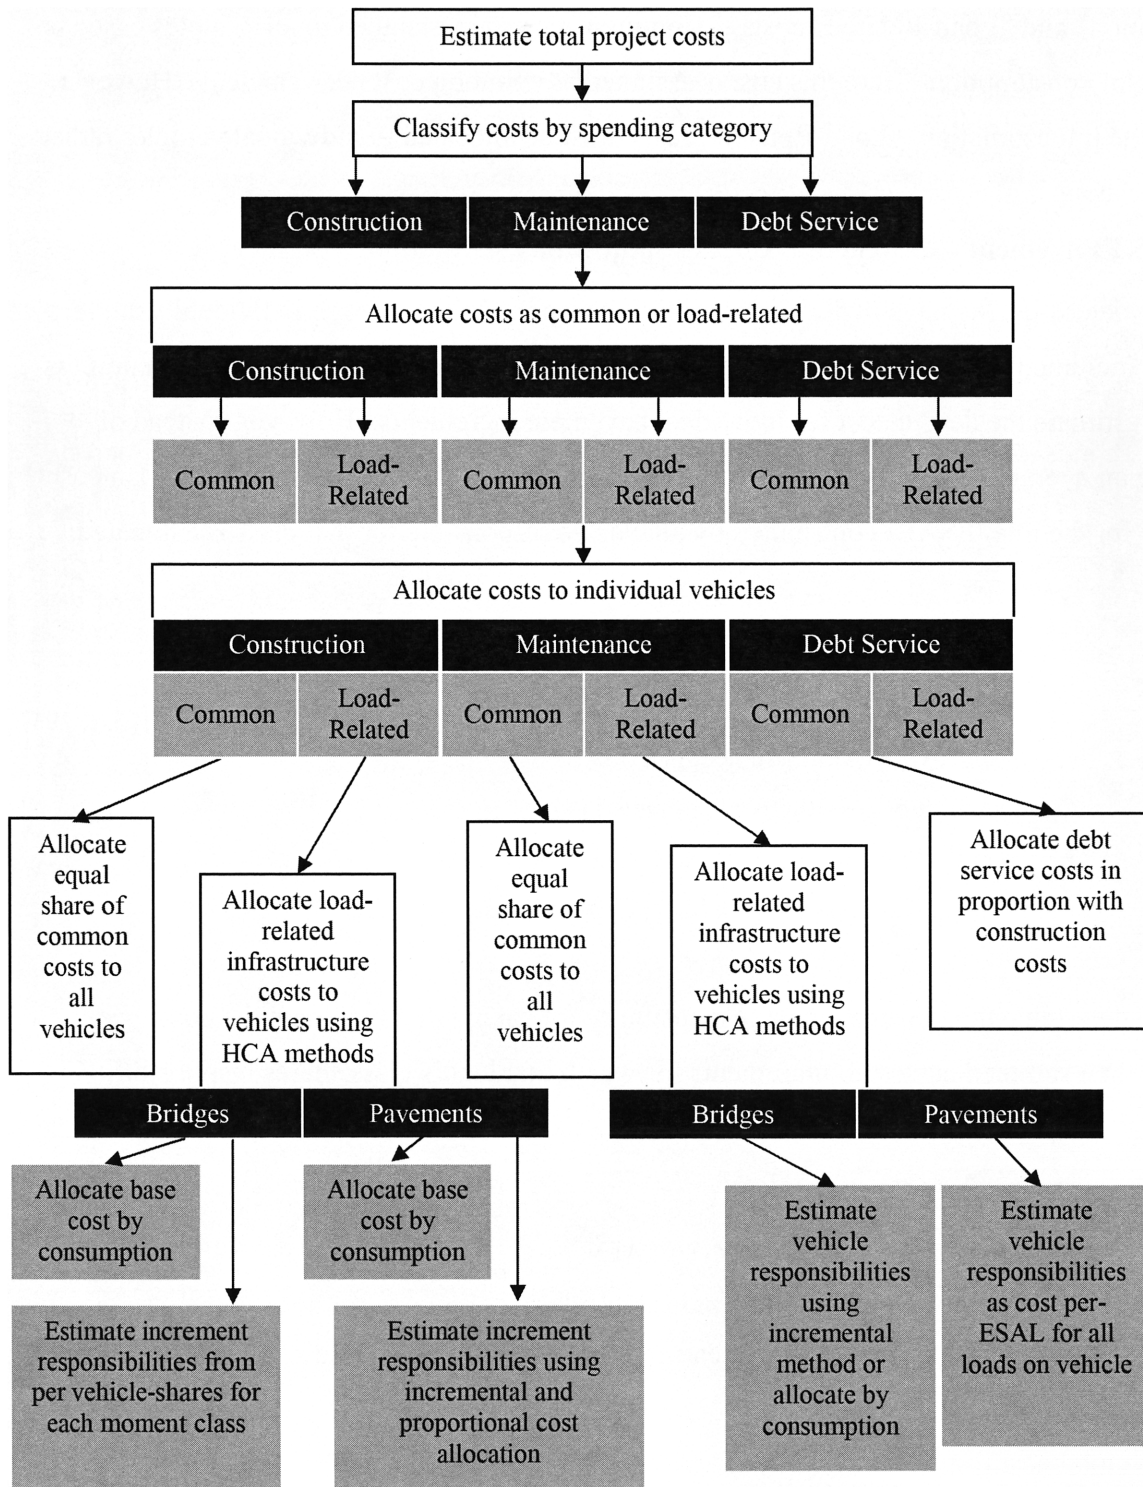 Estimate total project costs
Classify costs by spending category
Construction
Maintenance
Debt Service
Allocate costs as common or load-related
Construction
Maintenance
Debt Service
Common
Load-
Related
Common
Load-
Related
Common
Load-
Related
Allocate costs to individual vehicles
Construction
Maintenance
Debt Service
Common
Load-
Related
Common
Load-
Related
Common
Load-
Related
Allocate
equal
share of
common
costs to
all
vehicles
Allocate load-
related
infrastructure
costs to
vehicles using
HCA methods
Allocate
equal
share of
common
costs to
all
vehicles
Allocate load-
related
infrastructure
costs to
vehicles using
HCA methods
Allocate debt
service costs in
proportion with
construction
costs
Bridges
Pavements
Bridges
Pavements
Allocate base
cost by
consumption
Allocate base
cost by
consumption
Estimate increment
responsibilities from
per vehicle-shares for
each moment class
Estimate increment
responsibilities using
incremental and
proportional cost
allocation
Estimate
vehicle
responsibilities
using
incremental
method or
allocate by
consumption
Estimate
vehicle
responsibilities
as cost per-
ESAL for all
loads on vehicle